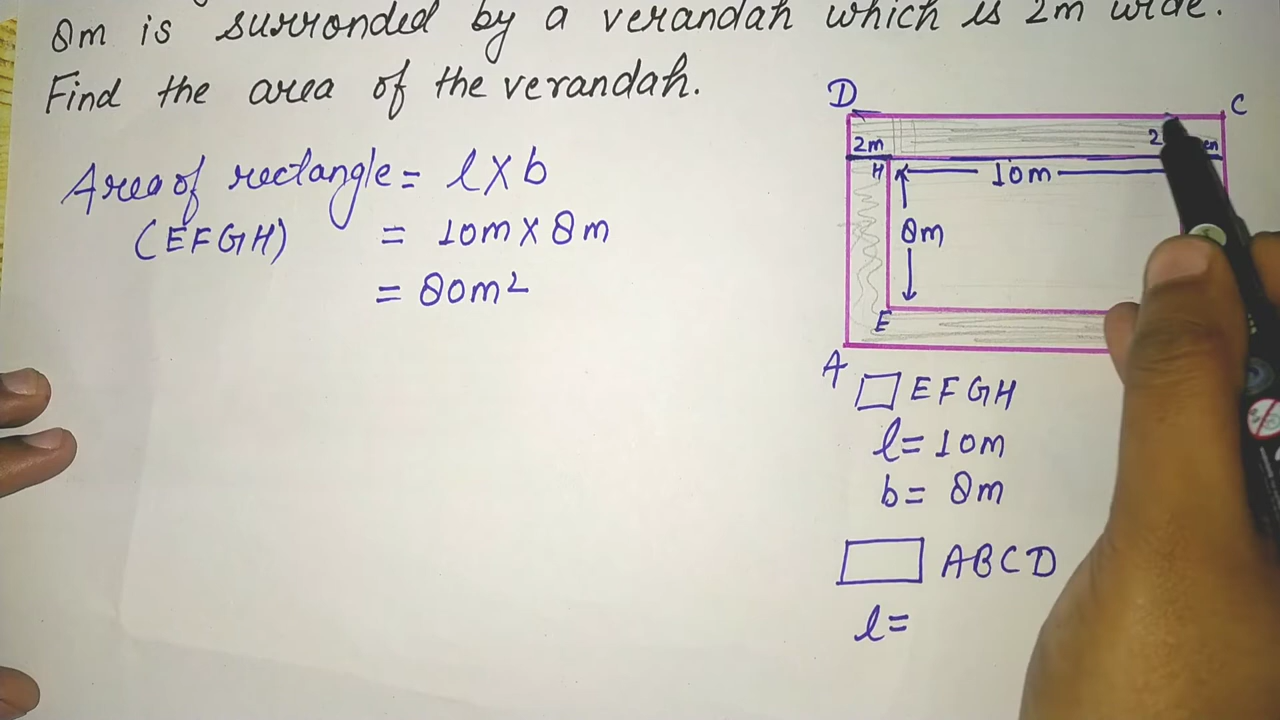 8m is surronded by a verandah which is 2m wide.
Find the area of the verandah.
Area of rectangle = l X b
(EFGH) = 10m X 8m
= 80m²
D C
2m 2
H 10m
8m
E
A
EFGH
l = 10m
b = 8m
ABCD
l =